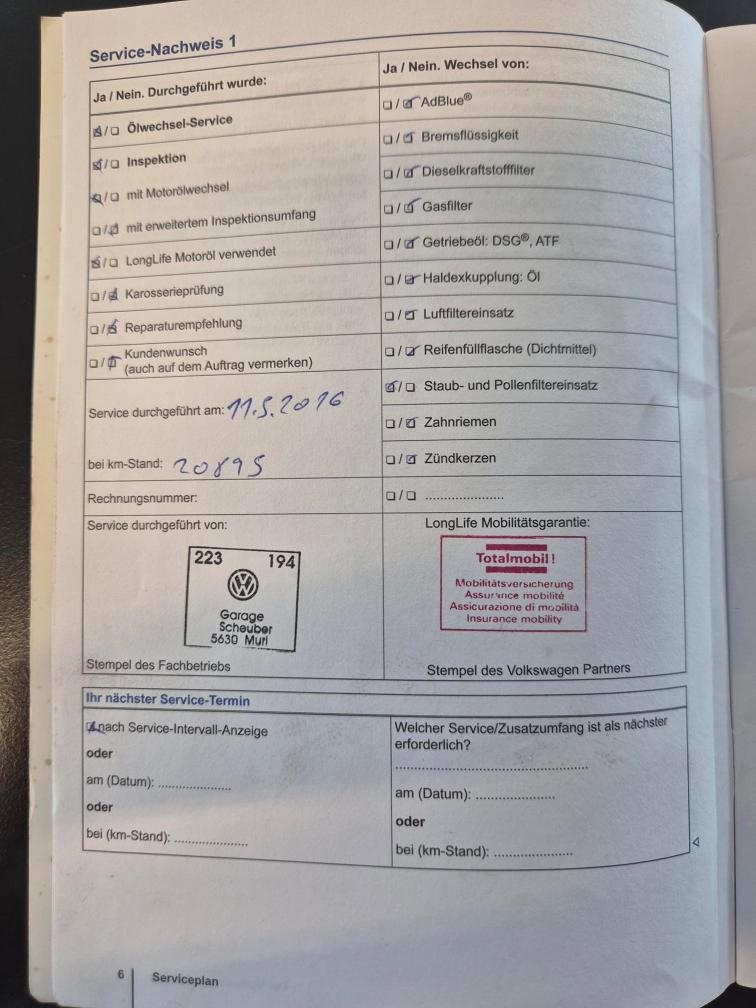 Service-Nachweis 1
Ja / Nein. Durchgeführt wurde:
☑/☐ Ölwechsel-Service
☑/☐ Inspektion
☑/☐ mit Motorölwechsel
☐/☑ mit erweitertem Inspektionsumfang
☑/☐ LongLife Motoröl verwendet
☐/☑ Karosserieprüfung
☐/☑ Reparaturempfehlung
☐/☑ Kundenwunsch
(auch auf dem Auftrag vermerken)
Service durchgeführt am: 11.5.2016
bei km-Stand: 20895
Rechnungsnummer:
Service durchgeführt von:
223 194
Garage
Scheuber
5630 Muri
Stempel des Fachbetriebs
Ja / Nein. Wechsel von:
☐/☑ AdBlue®
☐/☑ Bremsflüssigkeit
☐/☑ Dieselkraftstofffilter
☐/☑ Gasfilter
☐/☑ Getriebeöl: DSG®, ATF
☐/☑ Haldexkupplung: Öl
☐/☑ Luftfiltereinsatz
☐/☑ Reifenfüllflasche (Dichtmittel)
☑/☐ Staub- und Pollenfiltereinsatz
☐/☑ Zahnriemen
☐/☑ Zündkerzen
☐/☐ ......................
LongLife Mobilitätsgarantie:
Totalmobil!
Mobilitätsversicherung
Assurance mobilité
Assicurazione di mobilità
Insurance mobility
Stempel des Volkswagen Partners
Ihr nächster Service-Termin
☑ nach Service-Intervall-Anzeige
oder
am (Datum): ....................
oder
bei (km-Stand): ....................
Welcher Service/Zusatzumfang ist als nächster
erforderlich?
.....................................................
am (Datum): ......................
oder
bei (km-Stand): ......................
6 Serviceplan